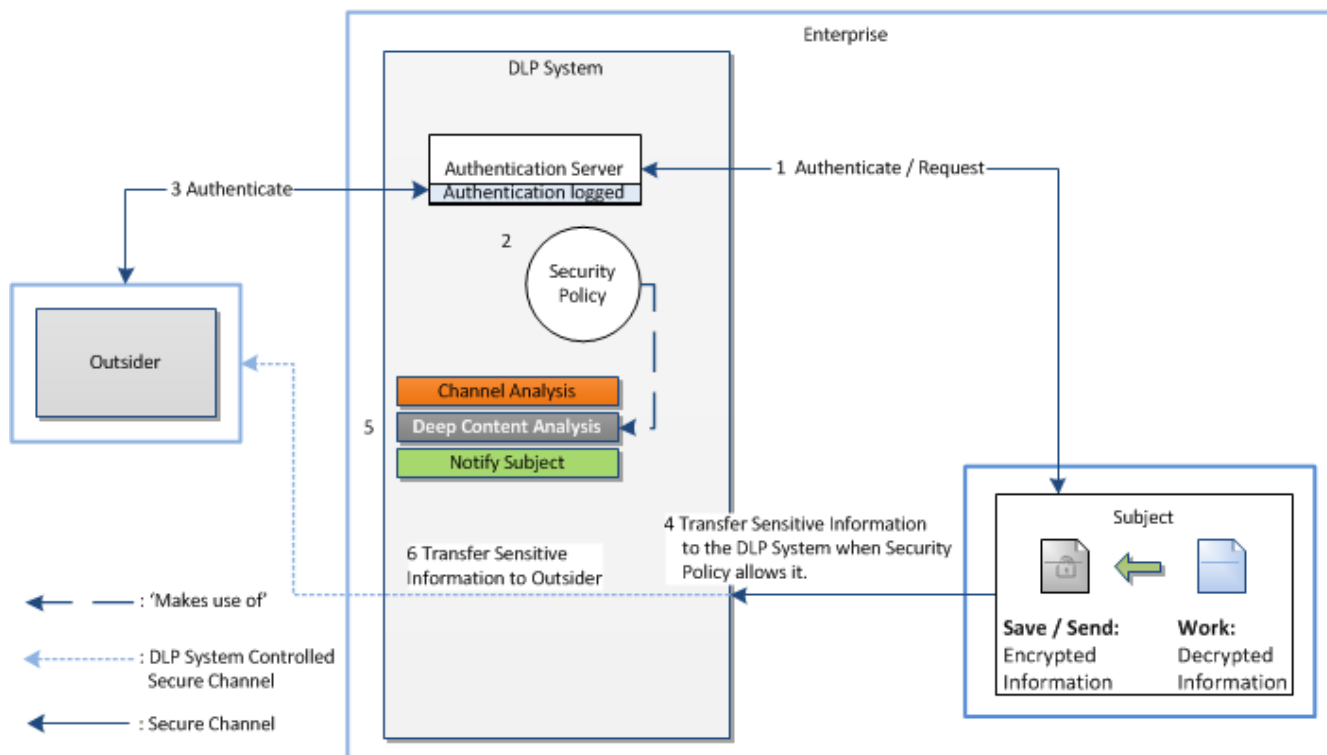 Enterprise
DLP System
Authentication Server
Authentication logged
1 Authenticate / Request
3 Authenticate
2
Security
Policy
Outsider
Channel Analysis
5
Deep Content Analysis
Notify Subject
4 Transfer Sensitive Information
to the DLP System when Security
Policy allows it.
Subject
6 Transfer Sensitive
Information to Outsider
Save / Send:
Encrypted
Information
Work:
Decrypted
Information
: ‘Makes use of’
: DLP System Controlled
Secure Channel
: Secure Channel